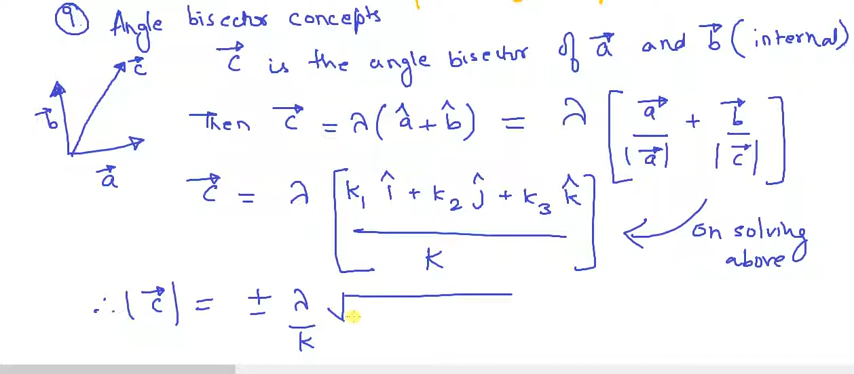 ⑨ Angle bisector concepts
c⃗ is the angle bisector of a⃗ and b⃗ (internal)
c⃗
b⃗
a⃗
Then c⃗ = λ(â + b̂) = λ [ a⃗/|a⃗| + b⃗/|c⃗| ]
c⃗ = λ [ (k₁ î + k₂ ĵ + k₃ k̂) / K ]
On solving above
∴ |c⃗| = ± λ/K √